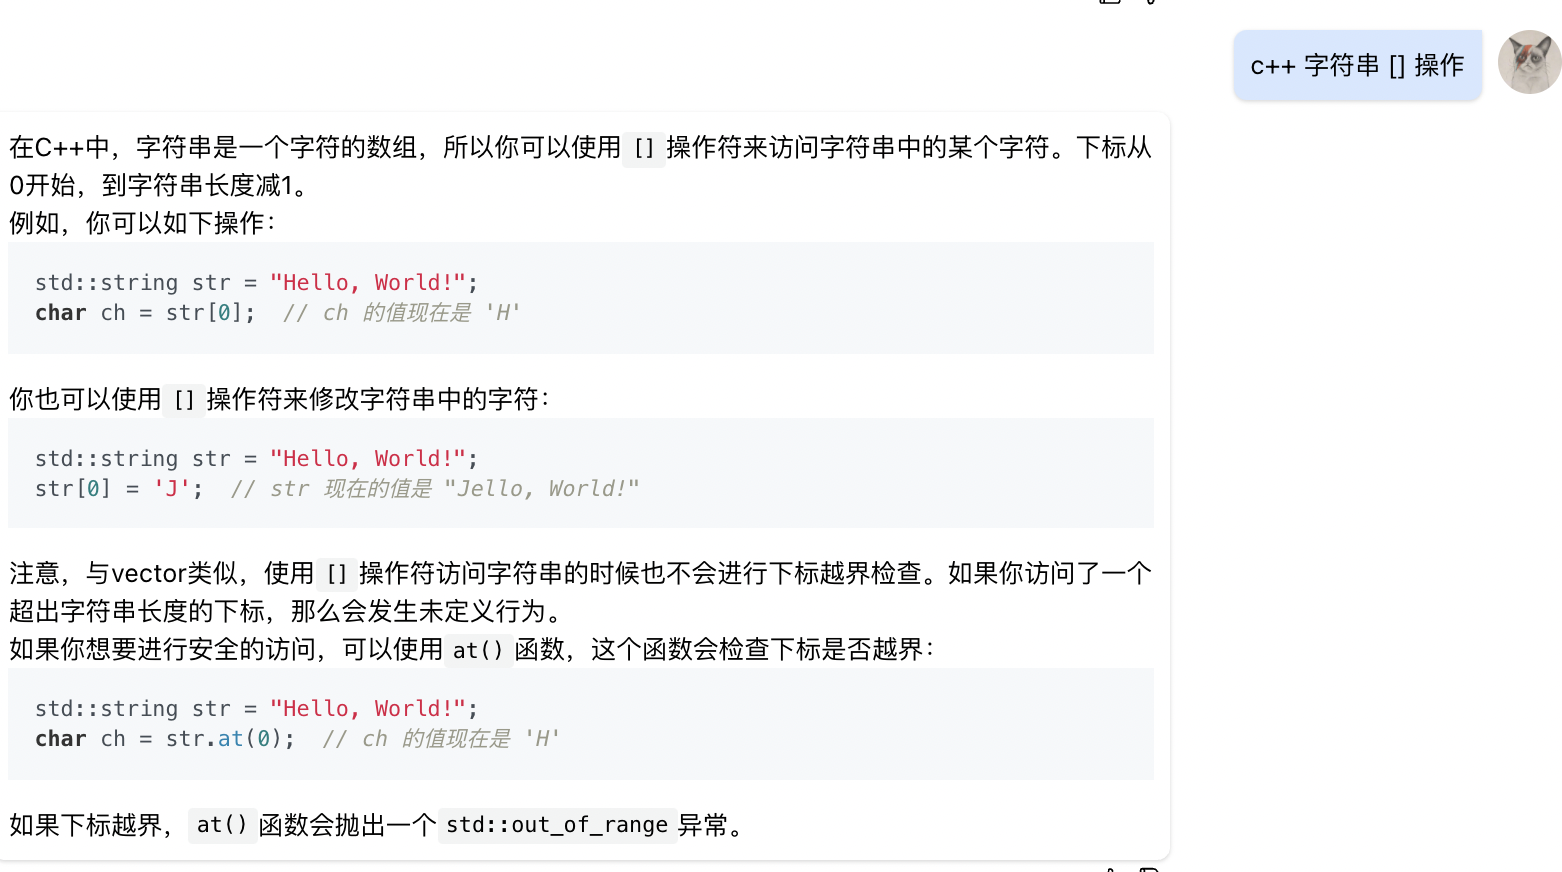 c++ 字符串 [] 操作
在C++中，字符串是一个字符的数组，所以你可以使用 [] 操作符来访问字符串中的某个字符。下标从
0开始，到字符串长度减1。
例如，你可以如下操作：
std::string str = "Hello, World!";
char ch = str[0];  // ch 的值现在是 'H'
你也可以使用 [] 操作符来修改字符串中的字符：
std::string str = "Hello, World!";
str[0] = 'J';  // str 现在的值是 "Jello, World!"
注意，与vector类似，使用 [] 操作符访问字符串的时候也不会进行下标越界检查。如果你访问了一个
超出字符串长度的下标，那么会发生未定义行为。
如果你想要进行安全的访问，可以使用 at() 函数，这个函数会检查下标是否越界：
std::string str = "Hello, World!";
char ch = str.at(0);  // ch 的值现在是 'H'
如果下标越界， at() 函数会抛出一个 std::out_of_range 异常。